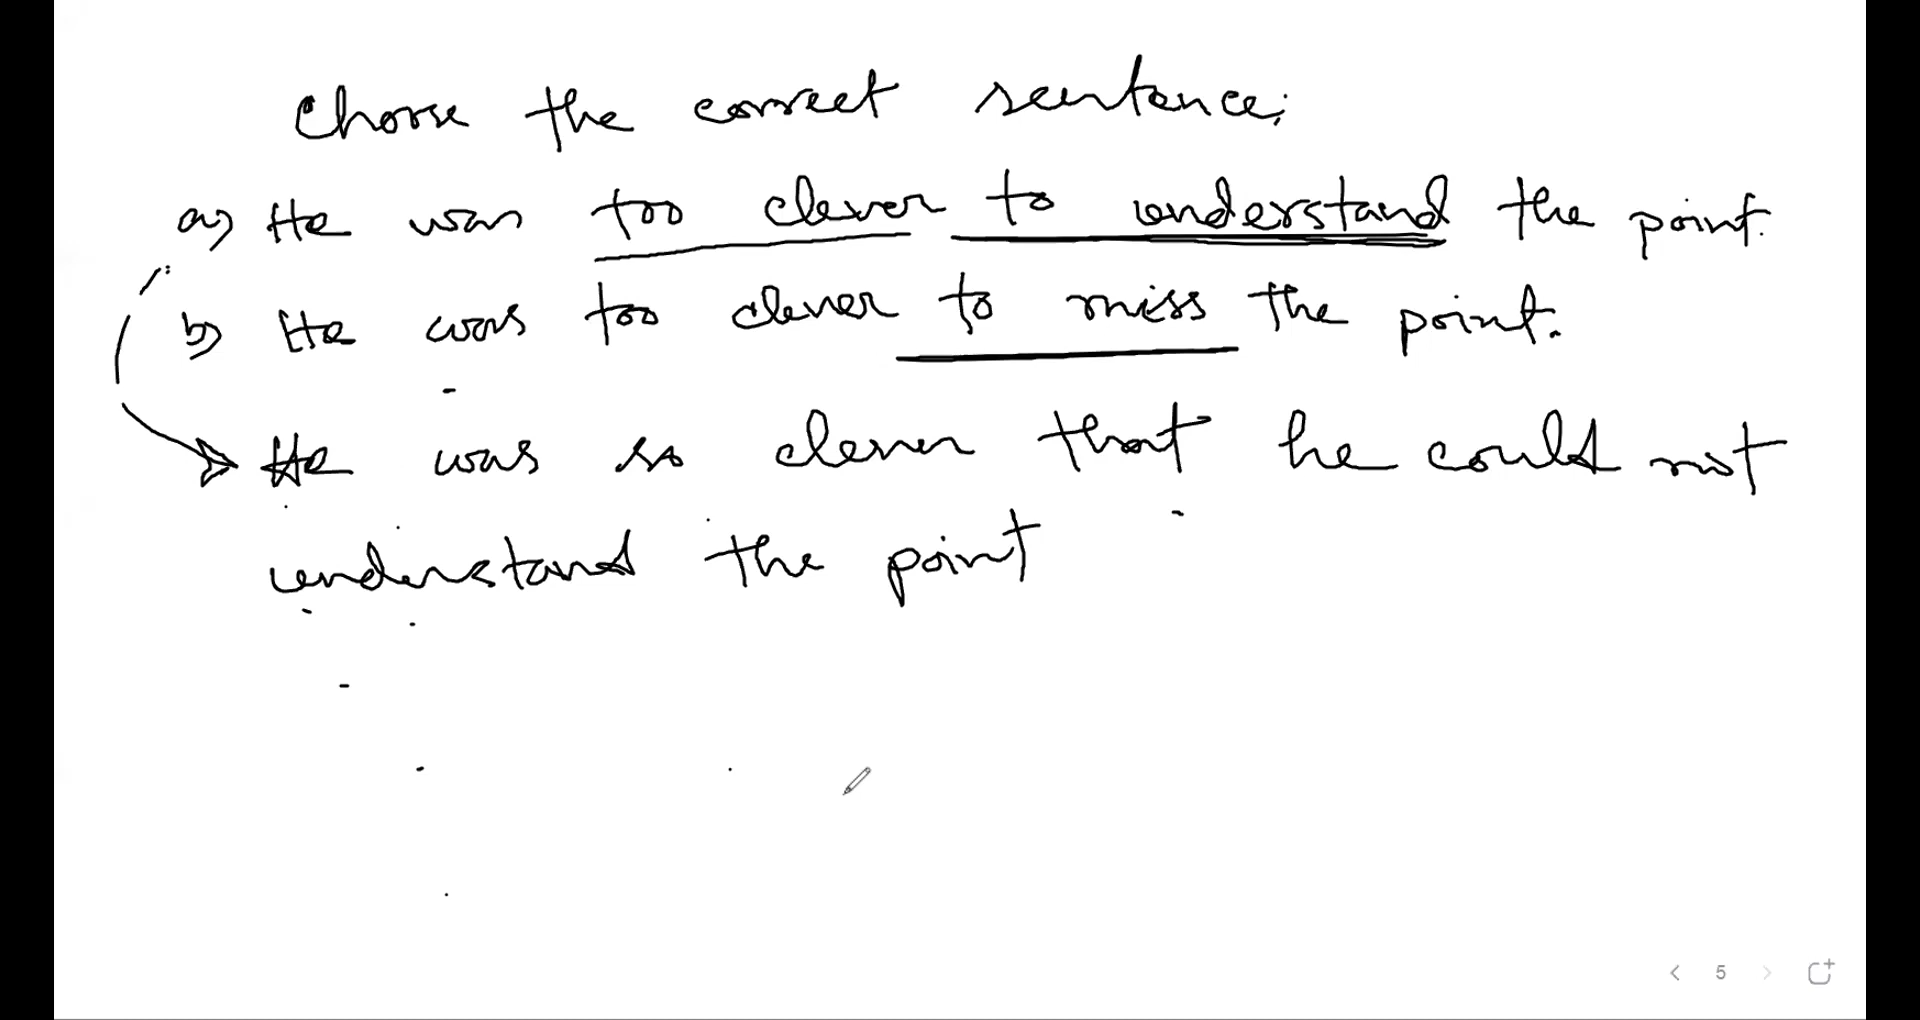 Choose the correct sentence:
a) He was too clever to understand the point.
b) He was too clever to miss the point.
He was so clever that he could not
understand the point
5